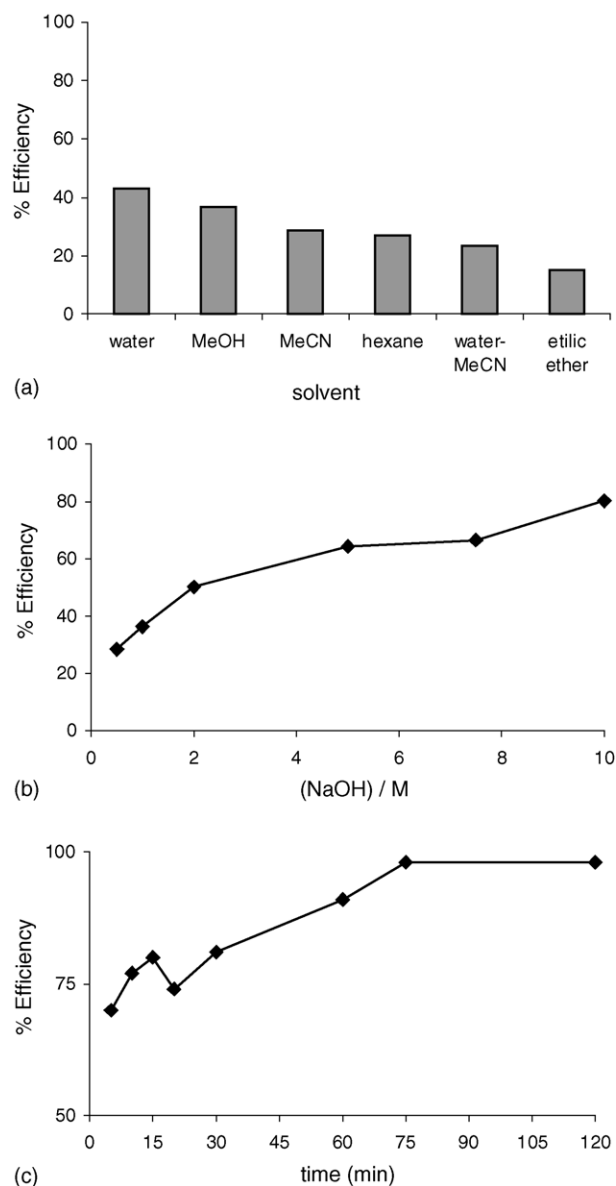 100
80
60
40
20
0
% Efficiency
water MeOH MeCN hexane water- etilic
MeCN ether
(a) solvent
100
80
60
40
20
0
% Efficiency
0 2 4 6 8 10
(b) (NaOH) / M
100
75
50
% Efficiency
0 15 30 45 60 75 90 105 120
(c) time (min)